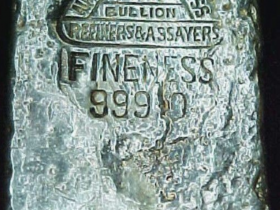 BULLION
REFINERS & ASSAYERS
FINENESS
999.0